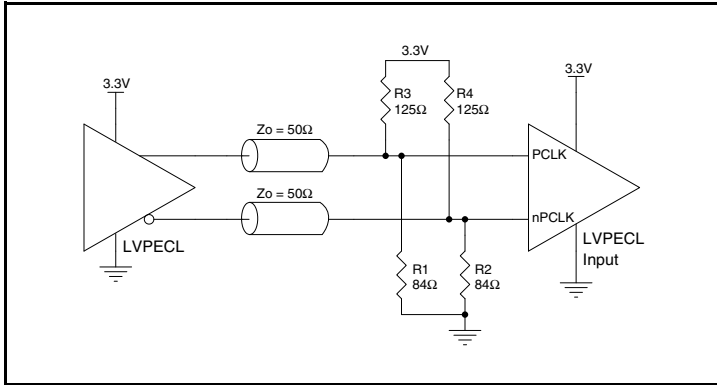 3.3V
3.3V
3.3V
R3
125Ω
R4
125Ω
Zo = 50Ω
PCLK
Zo = 50Ω
nPCLK
LVPECL
LVPECL
Input
R1
84Ω
R2
84Ω